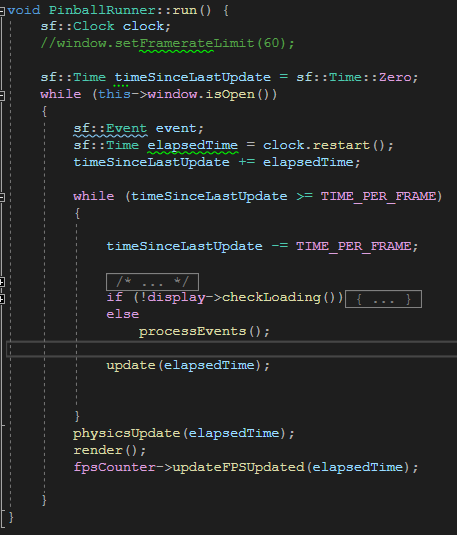 void PinballRunner::run() {
sf::Clock clock;
//window.setFramerateLimit(60);
sf::Time timeSinceLastUpdate = sf::Time::Zero;
while (this->window.isOpen())
{
sf::Event event;
sf::Time elapsedTime = clock.restart();
timeSinceLastUpdate += elapsedTime;
while (timeSinceLastUpdate >= TIME_PER_FRAME)
{
timeSinceLastUpdate -= TIME_PER_FRAME;
/* ... */
if (!display->checkLoading()) { ... }
else
processEvents();
update(elapsedTime);
}
physicsUpdate(elapsedTime);
render();
fpsCounter->updateFPSUpdated(elapsedTime);
}
}